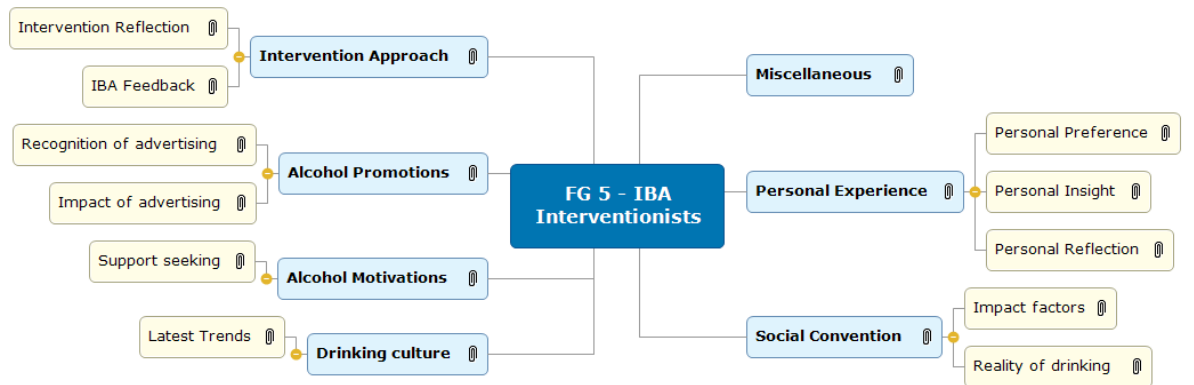 Intervention Reflection
IBA Feedback
Intervention Approach
Recognition of advertising
Impact of advertising
Alcohol Promotions
Support seeking
Alcohol Motivations
Latest Trends
Drinking culture
FG 5 - IBA
Interventionists
Miscellaneous
Personal Experience
Personal Preference
Personal Insight
Personal Reflection
Social Convention
Impact factors
Reality of drinking